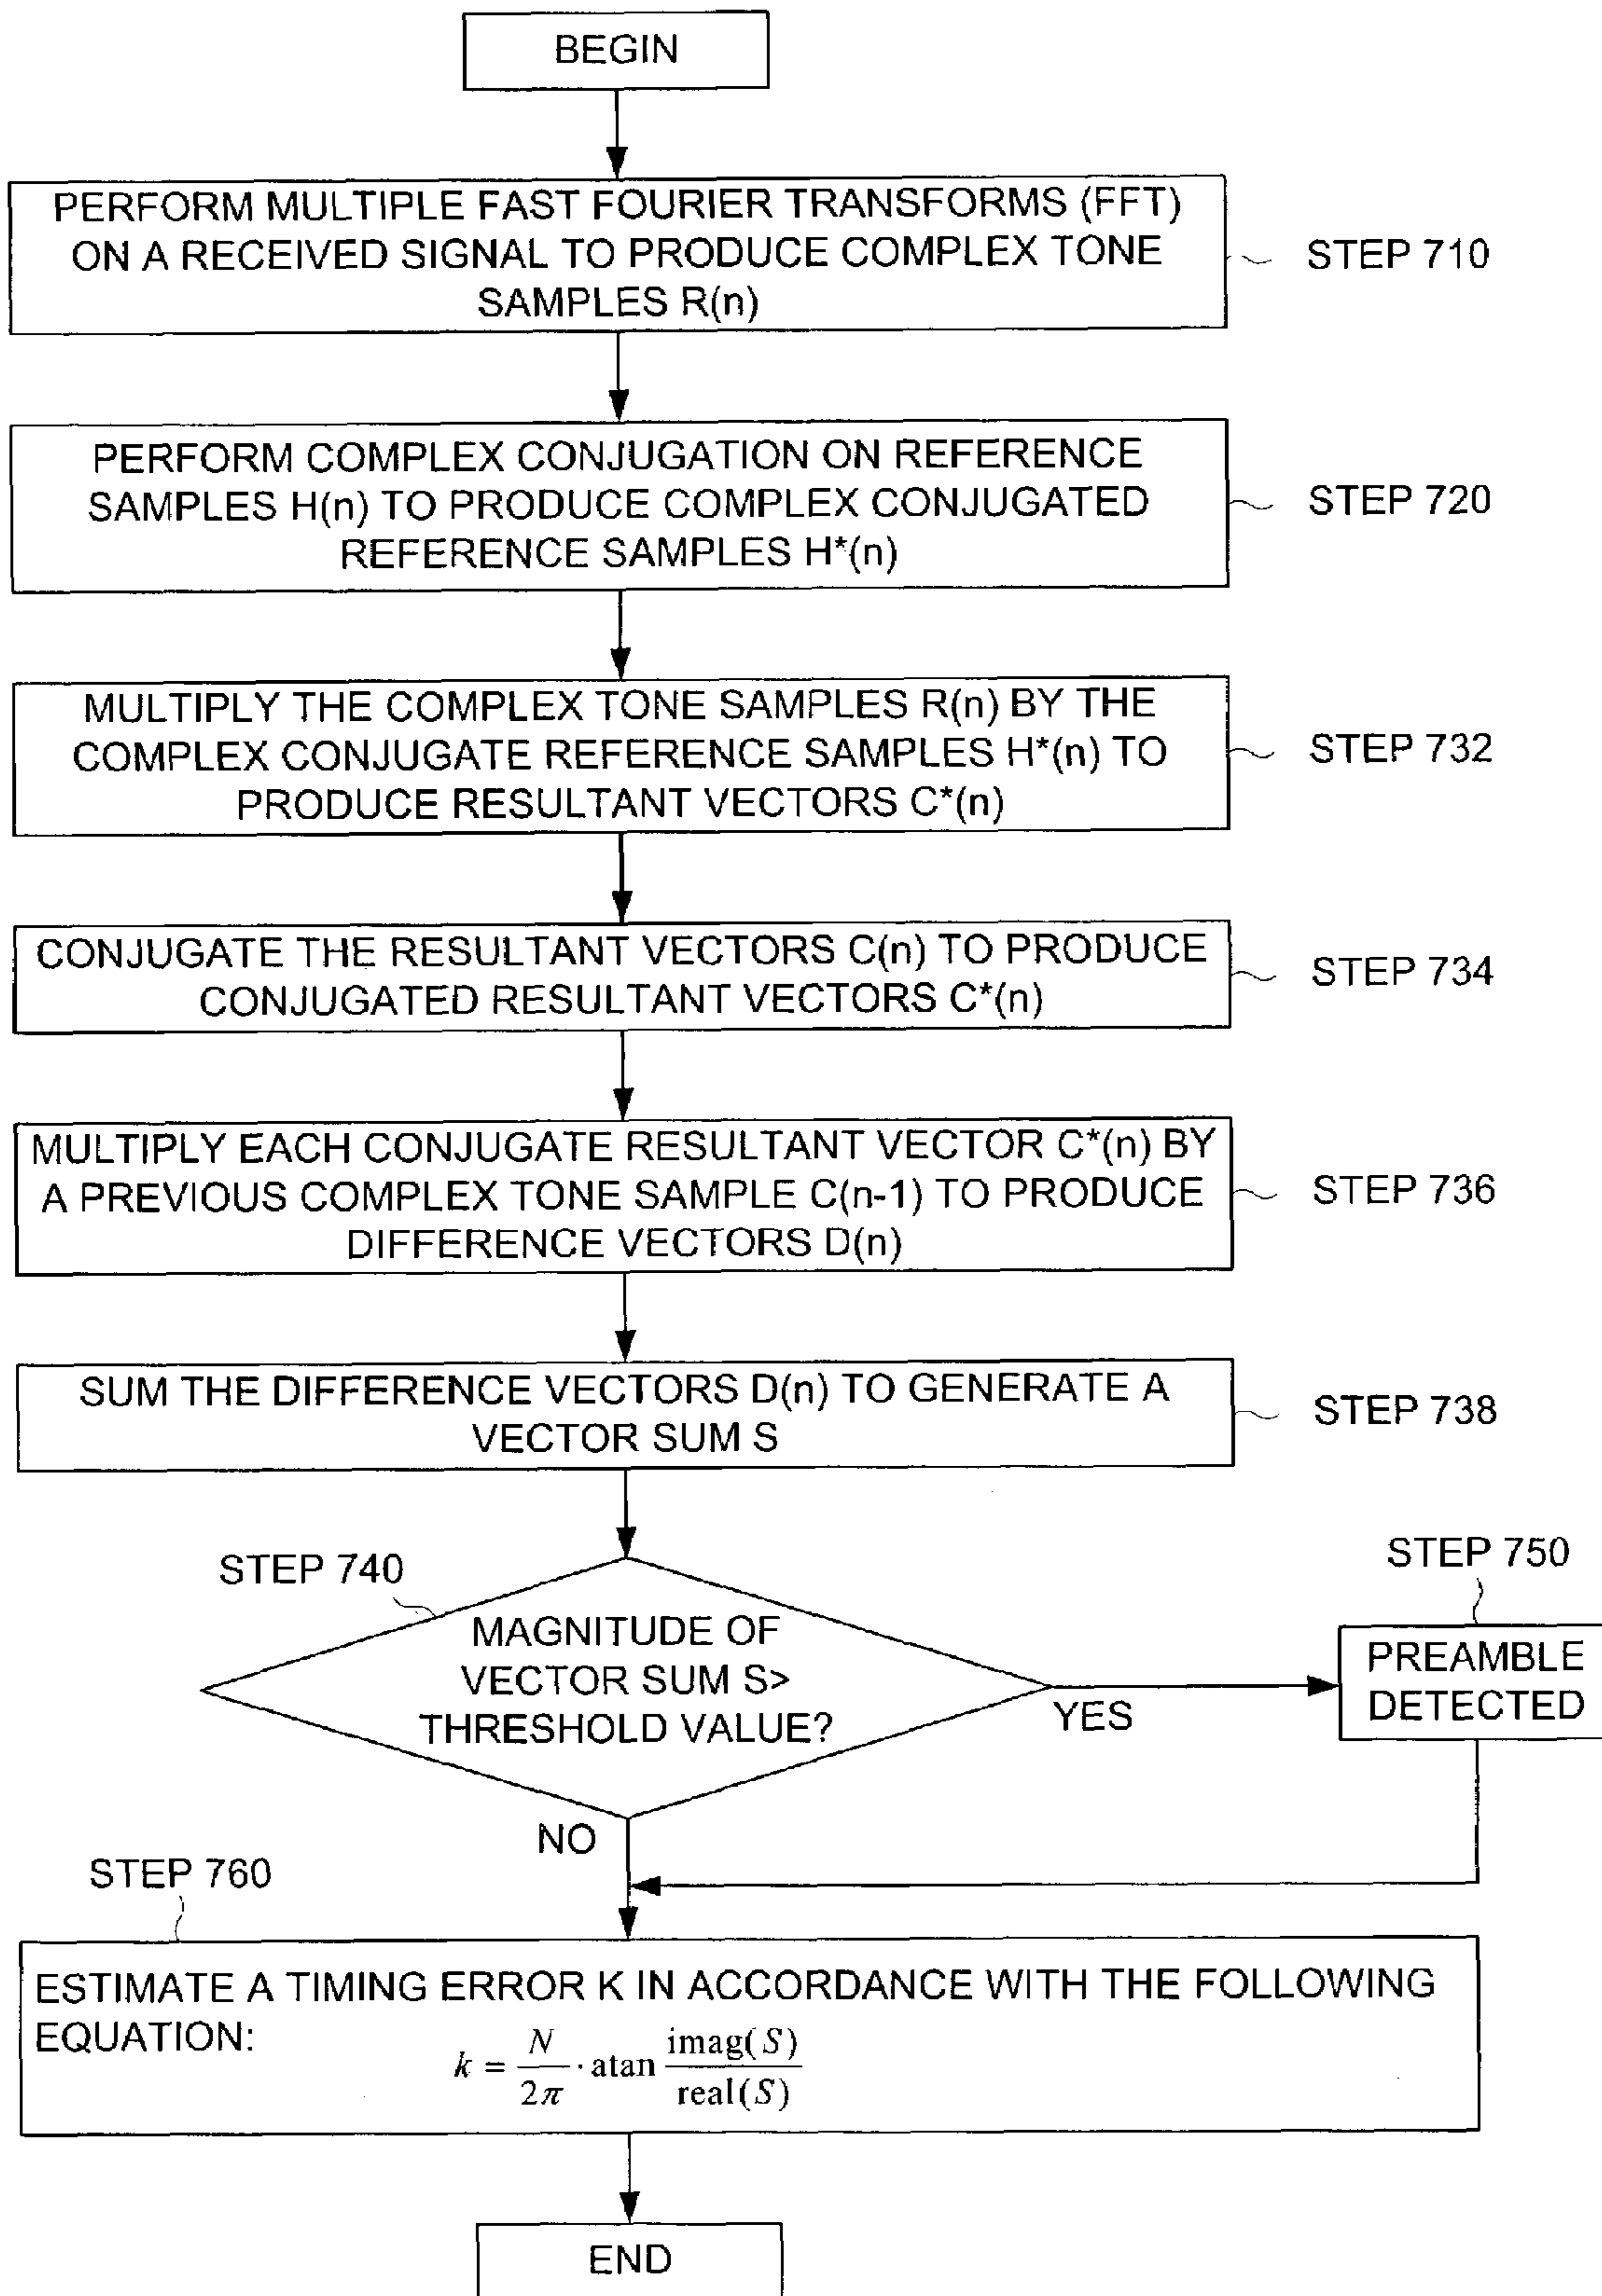 BEGIN
PERFORM MULTIPLE FAST FOURIER TRANSFORMS (FFT)
ON A RECEIVED SIGNAL TO PRODUCE COMPLEX TONE
SAMPLES R(n)
STEP 710
PERFORM COMPLEX CONJUGATION ON REFERENCE
SAMPLES H(n) TO PRODUCE COMPLEX CONJUGATED
REFERENCE SAMPLES H*(n)
STEP 720
MULTIPLY THE COMPLEX TONE SAMPLES R(n) BY THE
COMPLEX CONJUGATE REFERENCE SAMPLES H*(n) TO
PRODUCE RESULTANT VECTORS C*(n)
STEP 732
CONJUGATE THE RESULTANT VECTORS C(n) TO PRODUCE
CONJUGATED RESULTANT VECTORS C*(n)
STEP 734
MULTIPLY EACH CONJUGATE RESULTANT VECTOR C*(n) BY
A PREVIOUS COMPLEX TONE SAMPLE C(n-1) TO PRODUCE
DIFFERENCE VECTORS D(n)
STEP 736
SUM THE DIFFERENCE VECTORS D(n) TO GENERATE A
VECTOR SUM S
STEP 738
STEP 740
MAGNITUDE OF
VECTOR SUM S>
THRESHOLD VALUE?
YES
NO
STEP 750
PREAMBLE
DETECTED
STEP 760
ESTIMATE A TIMING ERROR K IN ACCORDANCE WITH THE FOLLOWING
EQUATION:
k = N/2π · atan imag(S)/real(S)
END